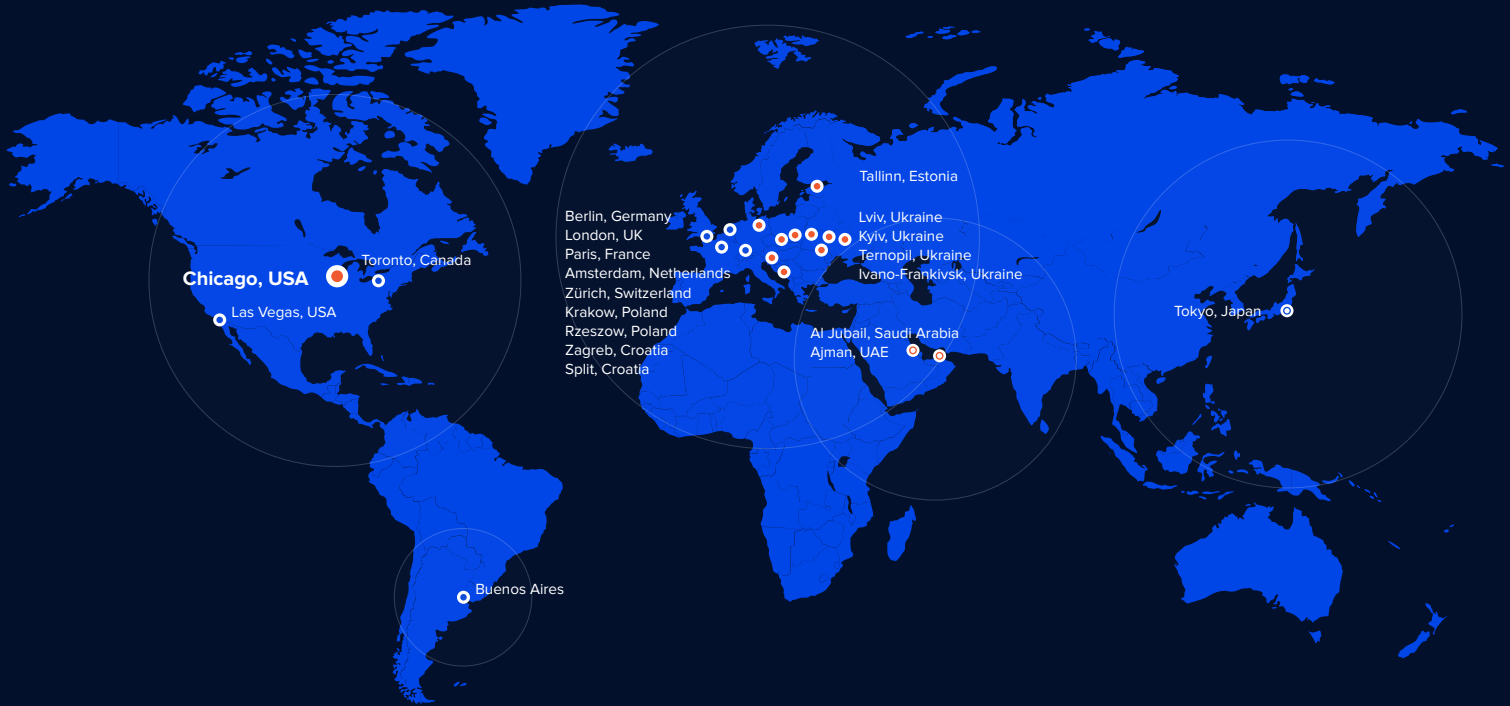 Tallinn, Estonia
Berlin, Germany
London, UK
Paris, France
Amsterdam, Netherlands
Zürich, Switzerland
Krakow, Poland
Rzeszow, Poland
Zagreb, Croatia
Split, Croatia
Lviv, Ukraine
Kyiv, Ukraine
Ternopil, Ukraine
Ivano-Frankivsk, Ukraine
Toronto, Canada
Chicago, USA
Las Vegas, USA
Tokyo, Japan
Al Jubail, Saudi Arabia
Ajman, UAE
Buenos Aires